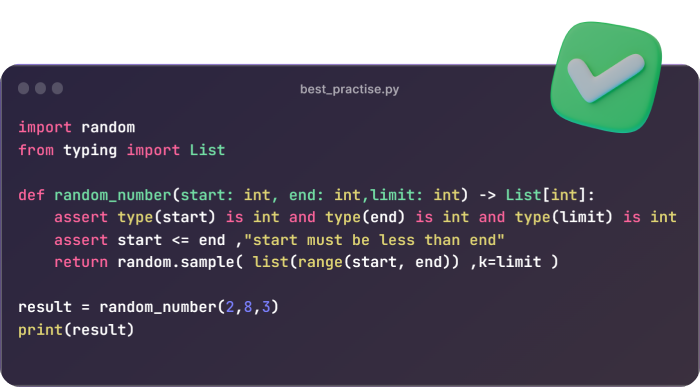 best_practise.py
import random
from typing import List
def random_number(start: int, end: int,limit: int) -> List[int]:
    assert type(start) is int and type(end) is int and type(limit) is int
    assert start <= end ,"start must be less than end"
    return random.sample( list(range(start, end)) ,k=limit )
result = random_number(2,8,3)
print(result)